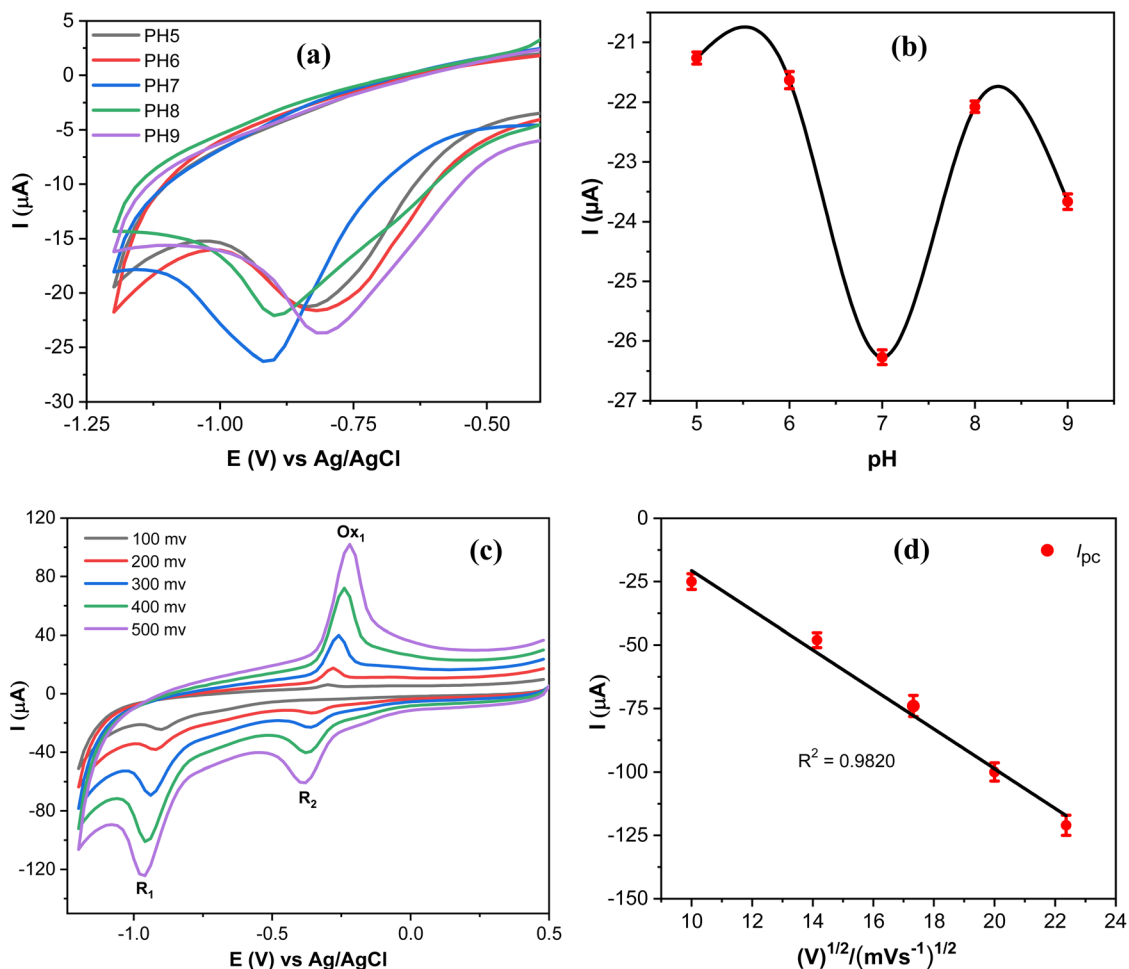 (a)
PH5
PH6
PH7
PH8
PH9
5
0
-5
-10
-15
-20
-25
-30
I (µA)
-1.25
-1.00
-0.75
-0.50
E (V) vs Ag/AgCl
(b)
-21
-22
-23
-24
-25
-26
-27
I (µA)
5
6
7
8
9
pH
(c)
100 mv
200 mv
300 mv
400 mv
500 mv
Ox1
R2
R1
120
80
40
0
-40
-80
-120
I (µA)
-1.0
-0.5
0.0
0.5
E (V) vs Ag/AgCl
(d)
Ipc
R2 = 0.9820
0
-25
-50
-75
-100
-125
-150
I (µA)
10
12
14
16
18
20
22
24
(V)1/2/(mVs-1)1/2